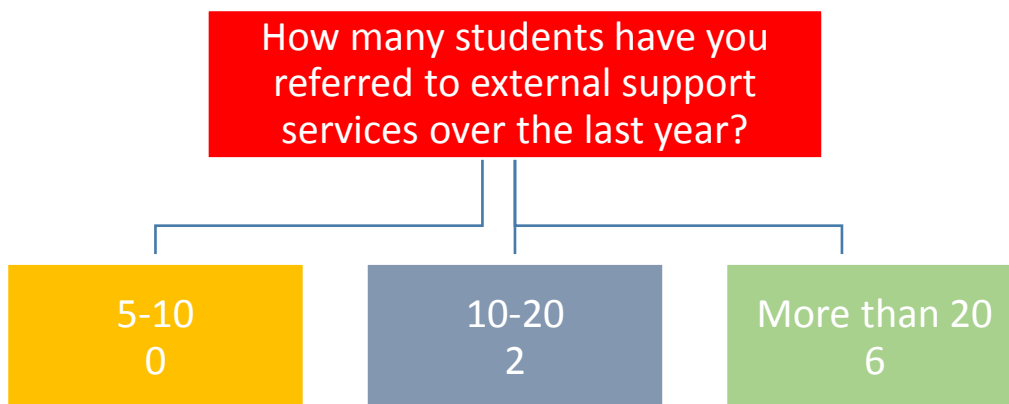 How many students have you
referred to external support
services over the last year?
5-10
0
10-20
2
More than 20
6